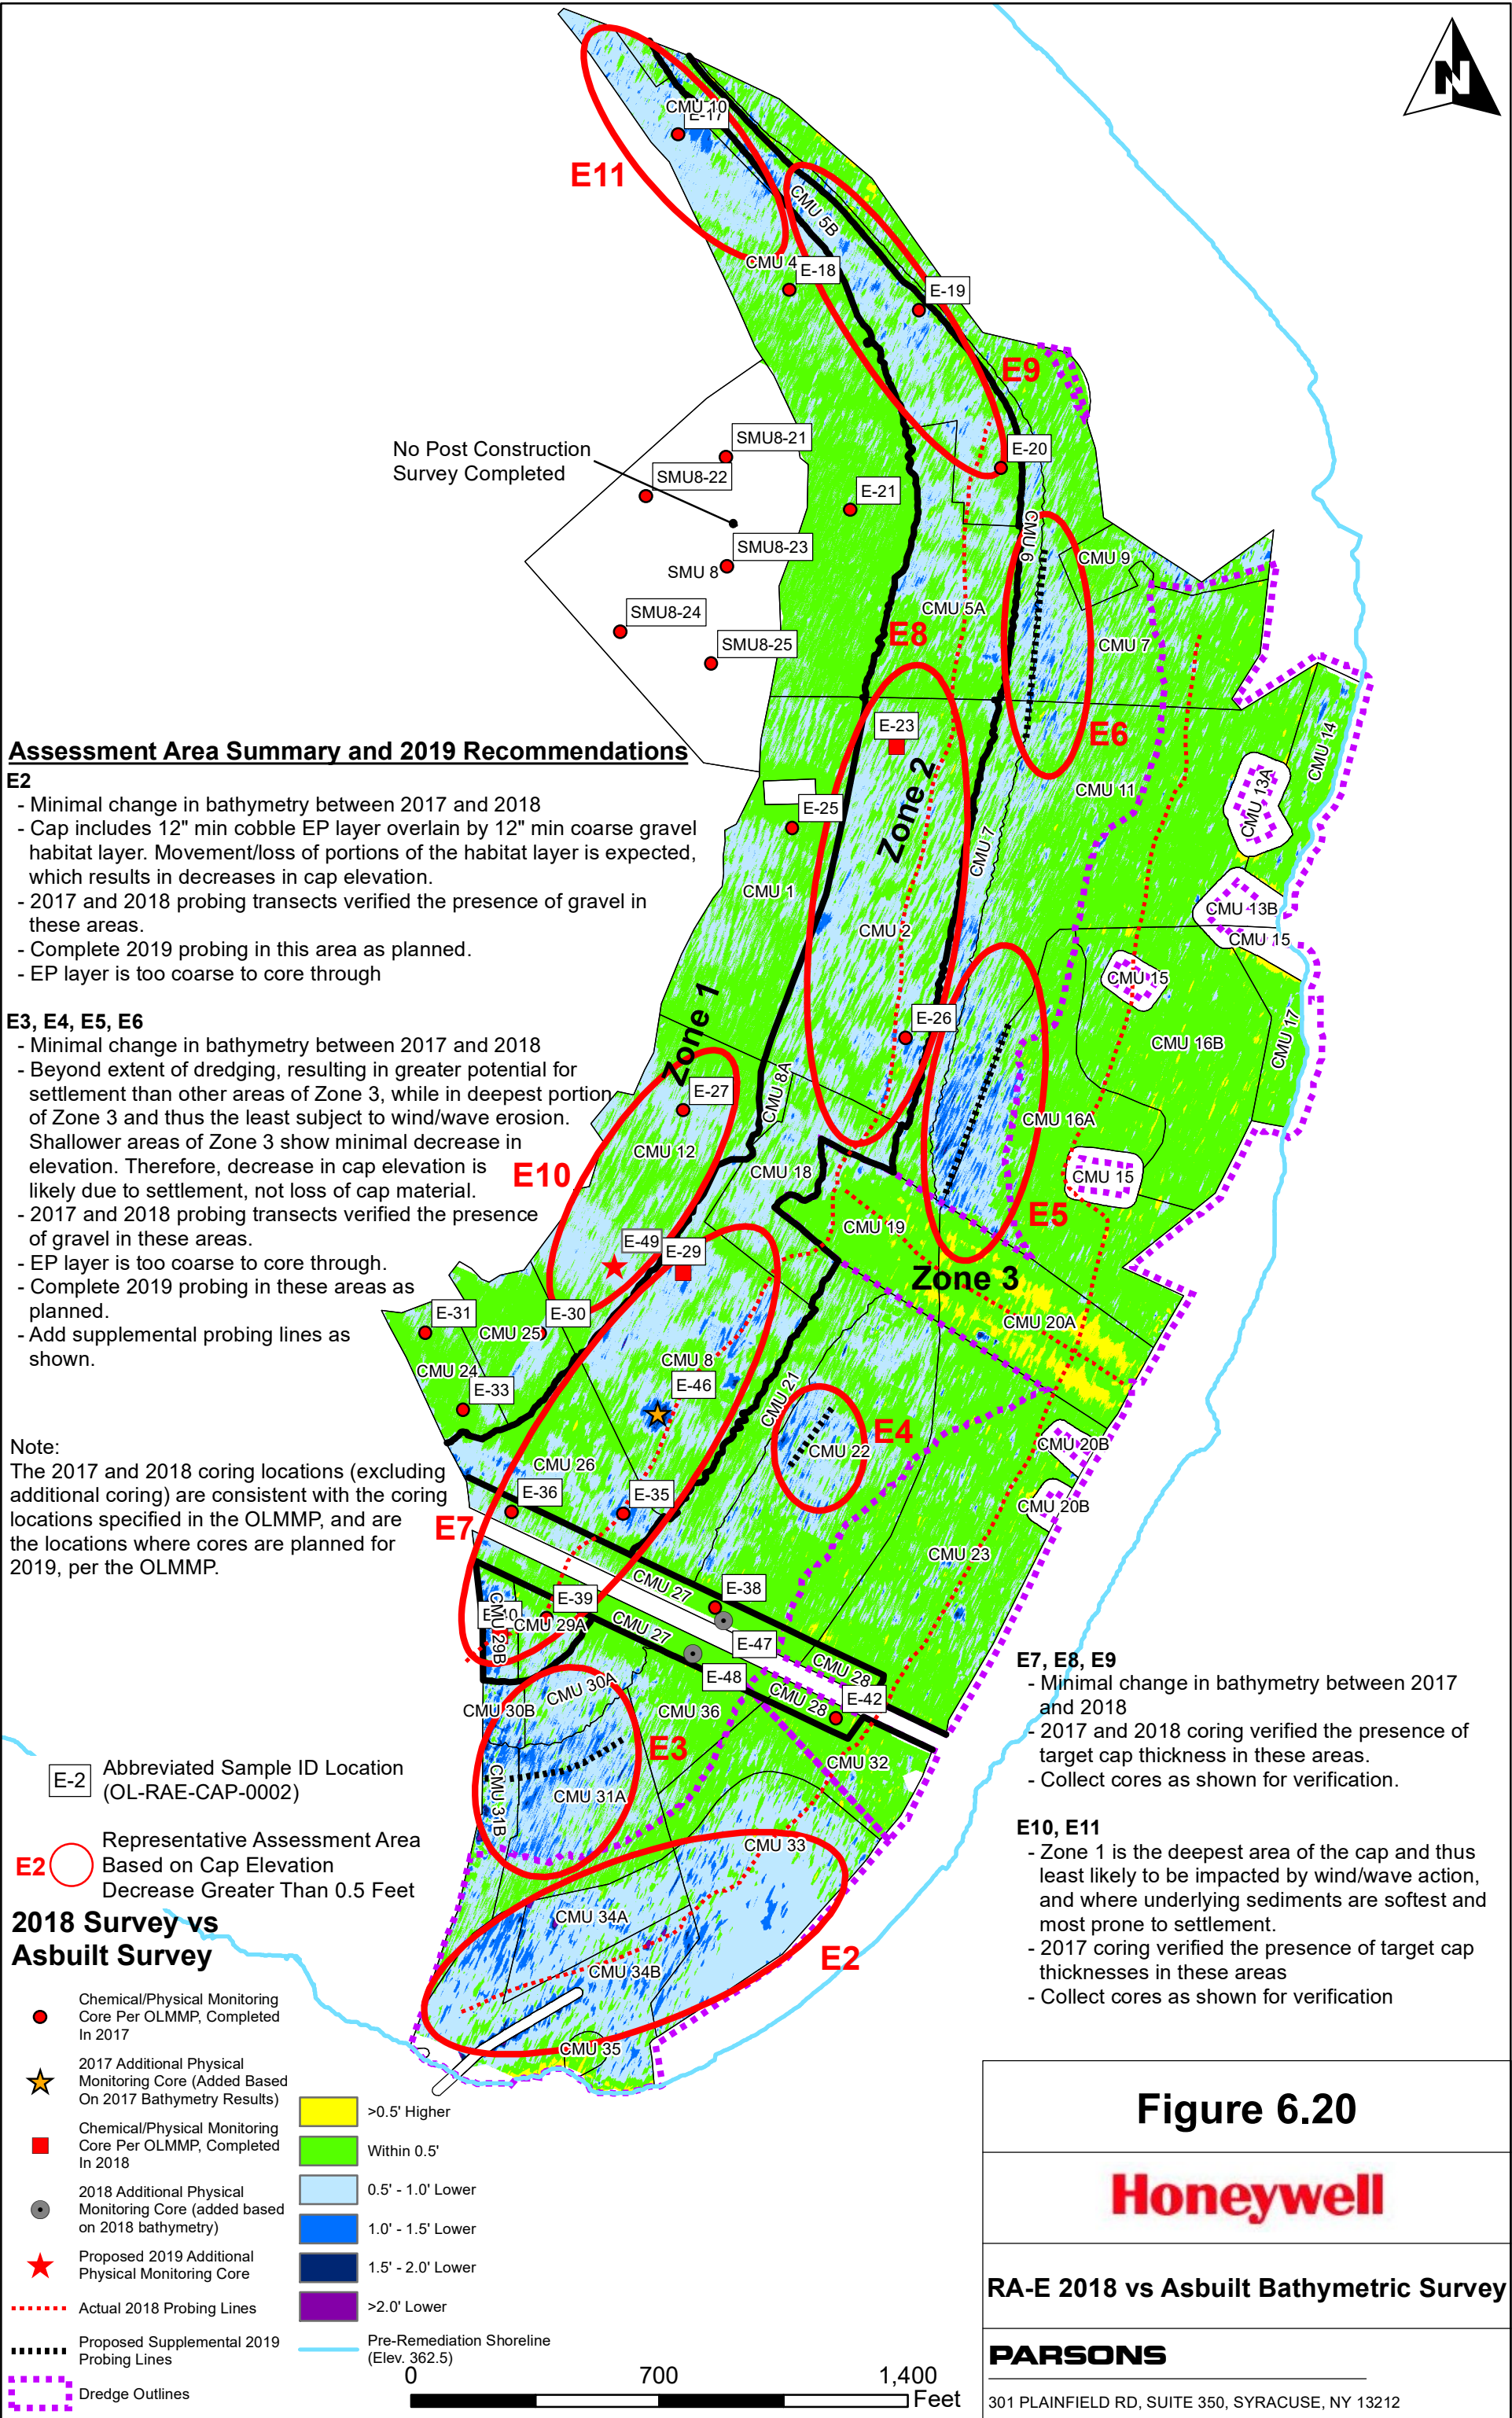 N
CMU 10
E-17
E11
CMU 5B
CMU 4
E-18
E-19
E9
No Post Construction
Survey Completed
SMU8-21
SMU8-22
E-20
E-21
CMU 6
SMU8-23
SMU 8
CMU 9
SMU8-24
CMU 5A
E8
SMU8-25
CMU 7
E-23
E6
CMU 14
Zone 2
CMU 11
CMU 13A
E-25
CMU 7
CMU 1
CMU 2
CMU 13B
CMU 15
CMU 15
Zone 1
E-26
CMU 16B
CMU 17
E-27
CMU 8A
CMU 16A
CMU 12
E10
CMU 18
CMU 15
E5
CMU 19
E-49
E-29
Zone 3
E-31
CMU 25
E-30
CMU 20A
CMU 8
CMU 24
E-33
E-46
CMU 21
E4
CMU 22
CMU 20B
CMU 26
E-36
E-35
CMU 20B
E7
CMU 23
CMU 27
E-38
E-39
CMU 29A
CMU 29B
CMU 27
E-47
E-48
CMU 28
CMU 28
E-42
CMU 30A
CMU 30B
CMU 36
E3
CMU 32
CMU 31A
CMU 31B
CMU 33
CMU 34A
E2
CMU 34B
CMU 35
Assessment Area Summary and 2019 Recommendations
E2
- Minimal change in bathymetry between 2017 and 2018
- Cap includes 12" min cobble EP layer overlain by 12" min coarse gravel
habitat layer. Movement/loss of portions of the habitat layer is expected,
which results in decreases in cap elevation.
- 2017 and 2018 probing transects verified the presence of gravel in
these areas.
- Complete 2019 probing in this area as planned.
- EP layer is too coarse to core through
E3, E4, E5, E6
- Minimal change in bathymetry between 2017 and 2018
- Beyond extent of dredging, resulting in greater potential for
settlement than other areas of Zone 3, while in deepest portion
of Zone 3 and thus the least subject to wind/wave erosion.
Shallower areas of Zone 3 show minimal decrease in
elevation. Therefore, decrease in cap elevation is
likely due to settlement, not loss of cap material.
- 2017 and 2018 probing transects verified the presence
of gravel in these areas.
- EP layer is too coarse to core through.
- Complete 2019 probing in these areas as
planned.
- Add supplemental probing lines as
shown.
Note:
The 2017 and 2018 coring locations (excluding
additional coring) are consistent with the coring
locations specified in the OLMMP, and are
the locations where cores are planned for
2019, per the OLMMP.
E7, E8, E9
- Minimal change in bathymetry between 2017
and 2018
- 2017 and 2018 coring verified the presence of
target cap thickness in these areas.
- Collect cores as shown for verification.
E10, E11
- Zone 1 is the deepest area of the cap and thus
least likely to be impacted by wind/wave action,
and where underlying sediments are softest and
most prone to settlement.
- 2017 coring verified the presence of target cap
thicknesses in these areas
- Collect cores as shown for verification
E-2
Abbreviated Sample ID Location
(OL-RAE-CAP-0002)
E2
Representative Assessment Area
Based on Cap Elevation
Decrease Greater Than 0.5 Feet
2018 Survey vs
Asbuilt Survey
Chemical/Physical Monitoring
Core Per OLMMP, Completed
In 2017
2017 Additional Physical
Monitoring Core (Added Based
On 2017 Bathymetry Results)
Chemical/Physical Monitoring
Core Per OLMMP, Completed
In 2018
2018 Additional Physical
Monitoring Core (added based
on 2018 bathymetry)
Proposed 2019 Additional
Physical Monitoring Core
Actual 2018 Probing Lines
Proposed Supplemental 2019
Probing Lines
Dredge Outlines
>0.5' Higher
Within 0.5'
0.5' - 1.0' Lower
1.0' - 1.5' Lower
1.5' - 2.0' Lower
>2.0' Lower
Pre-Remediation Shoreline
(Elev. 362.5)
0 700 1,400
Feet
Figure 6.20
Honeywell
RA-E 2018 vs Asbuilt Bathymetric Survey
PARSONS
301 PLAINFIELD RD, SUITE 350, SYRACUSE, NY 13212